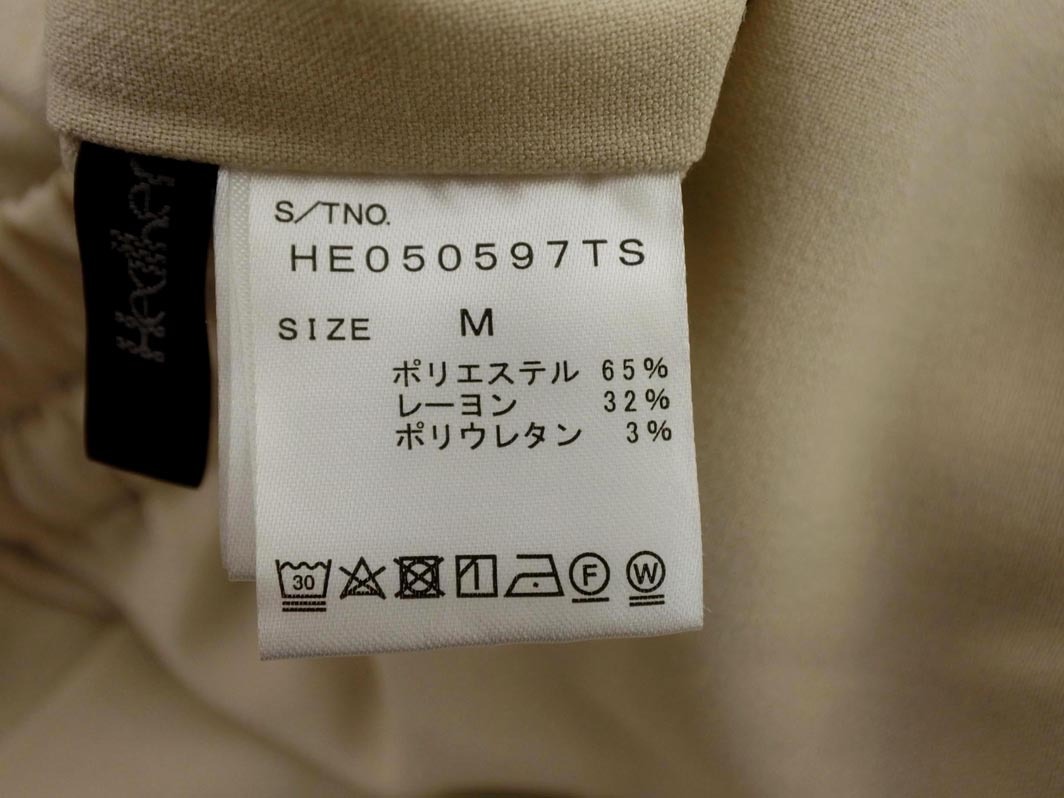 Heather
S/TNO.
HE050597TS
SIZE M
ポリエステル 65%
レーヨン 32%
ポリウレタン 3%
30 F W